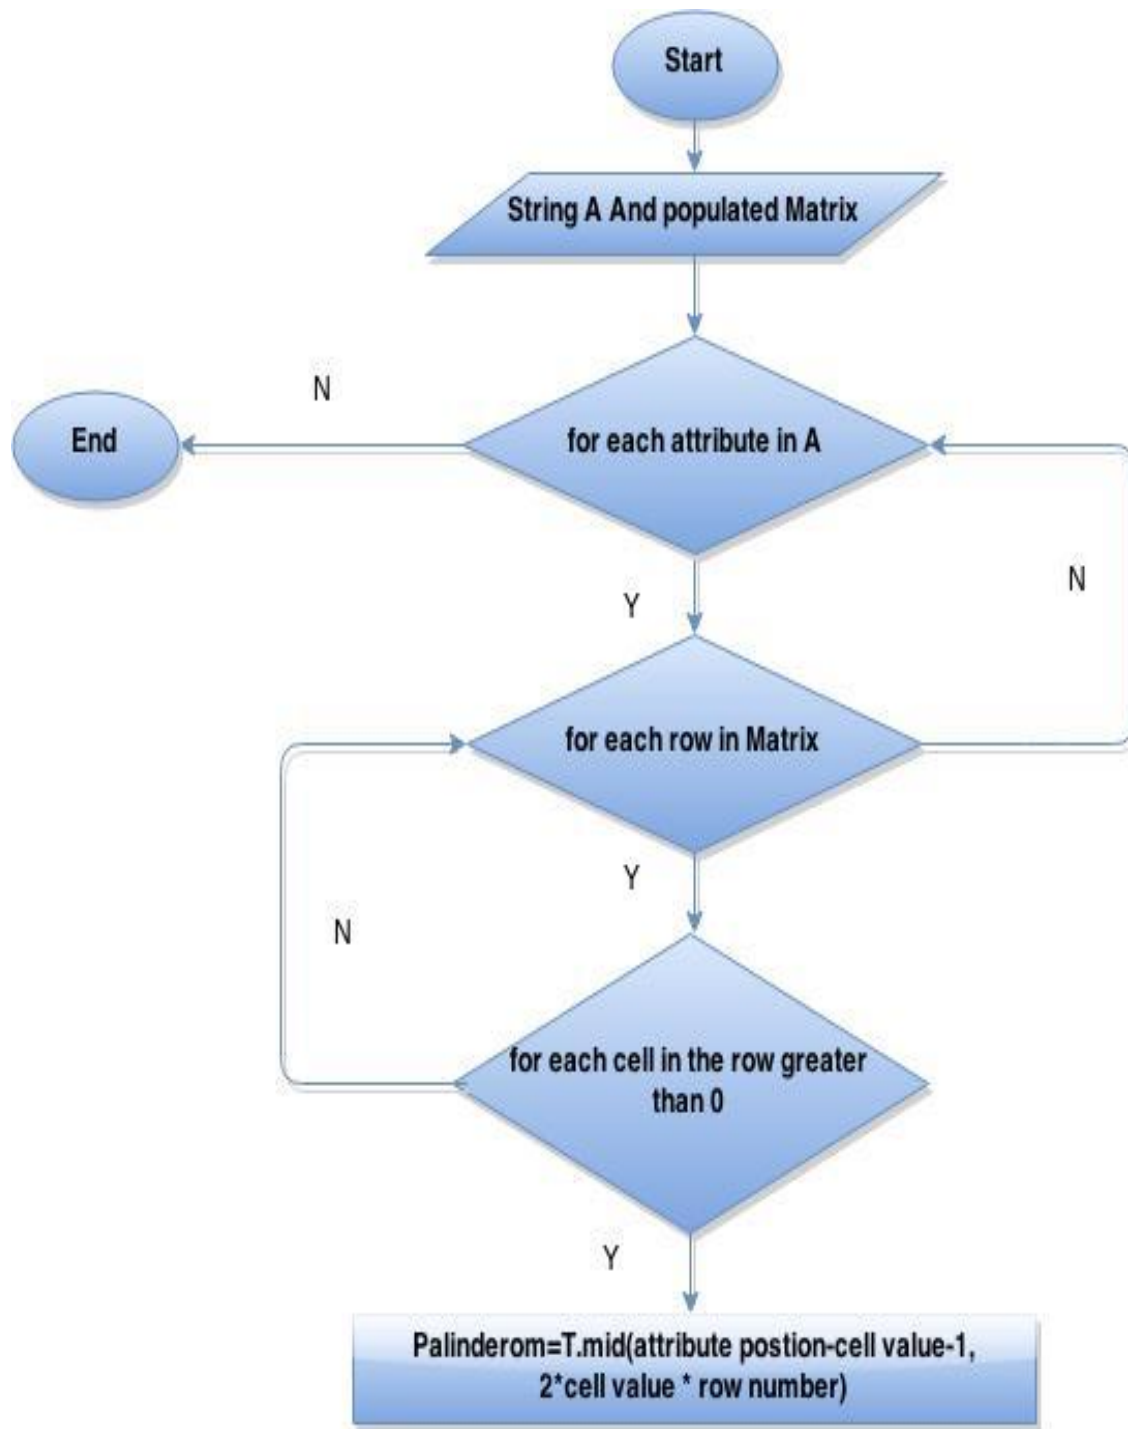 Start
String A And populated Matrix
N
End
for each attribute in A
N
Y
for each row in Matrix
Y
N
for each cell in the row greater
than 0
Y
Palinderom=T.mid(attribute postion-cell value-1,
2*cell value * row number)